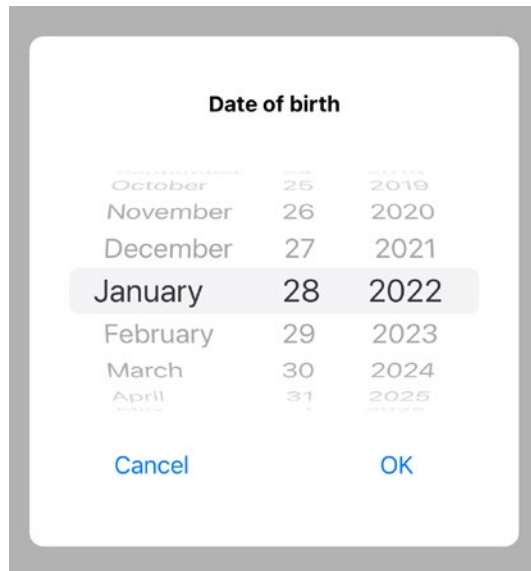 Date of birth
October 25 2019
November 26 2020
December 27 2021
January 28 2022
February 29 2023
March 30 2024
April 31 2025
Cancel OK